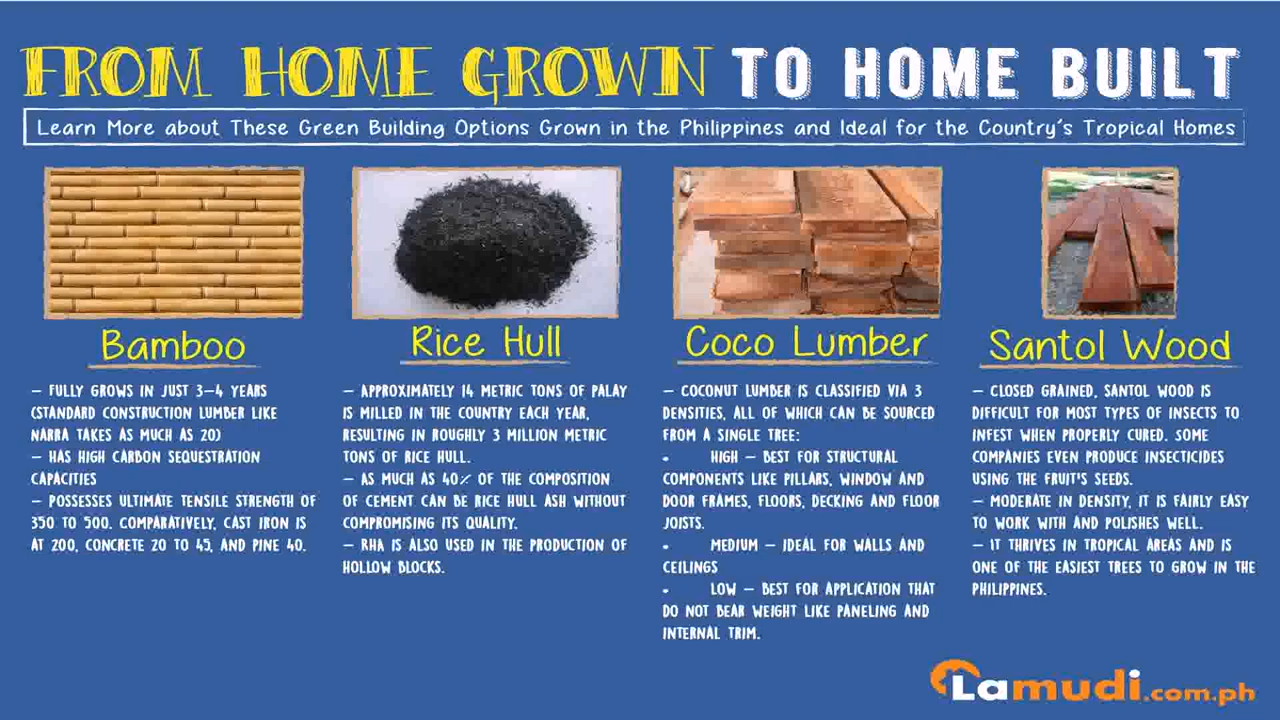 FROM HOME GROWN TO HOME BUILT
Learn More about These Green Building Options Grown in the Philippines and Ideal for the Country's Tropical Homes
Bamboo
– FULLY GROWS IN JUST 3–4 YEARS
(STANDARD CONSTRUCTION LUMBER LIKE
NARRA TAKES AS MUCH AS 20)
– HAS HIGH CARBON SEQUESTRATION
CAPACITIES
– POSSESSES ULTIMATE TENSILE STRENGTH OF
350 TO 500. COMPARATIVELY, CAST IRON IS
AT 200, CONCRETE 20 TO 45, AND PINE 40.
Rice Hull
– APPROXIMATELY 14 METRIC TONS OF PALAY
IS MILLED IN THE COUNTRY EACH YEAR,
RESULTING IN ROUGHLY 3 MILLION METRIC
TONS OF RICE HULL.
– AS MUCH AS 40% OF THE COMPOSITION
OF CEMENT CAN BE RICE HULL ASH WITHOUT
COMPROMISING ITS QUALITY.
– RHA IS ALSO USED IN THE PRODUCTION OF
HOLLOW BLOCKS.
Coco Lumber
– COCONUT LUMBER IS CLASSIFIED VIA 3
DENSITIES, ALL OF WHICH CAN BE SOURCED
FROM A SINGLE TREE:
• HIGH – BEST FOR STRUCTURAL
COMPONENTS LIKE PILLARS, WINDOW AND
DOOR FRAMES, FLOORS, DECKING AND FLOOR
JOISTS.
• MEDIUM – IDEAL FOR WALLS AND
CEILINGS
• LOW – BEST FOR APPLICATION THAT
DO NOT BEAR WEIGHT LIKE PANELING AND
INTERNAL TRIM.
Santol Wood
– CLOSED GRAINED, SANTOL WOOD IS
DIFFICULT FOR MOST TYPES OF INSECTS TO
INFEST WHEN PROPERLY CURED. SOME
COMPANIES EVEN PRODUCE INSECTICIDES
USING THE FRUIT'S SEEDS.
– MODERATE IN DENSITY, IT IS FAIRLY EASY
TO WORK WITH AND POLISHES WELL.
– IT THRIVES IN TROPICAL AREAS AND IS
ONE OF THE EASIEST TREES TO GROW IN THE
PHILIPPINES.
Lamudi.com.ph